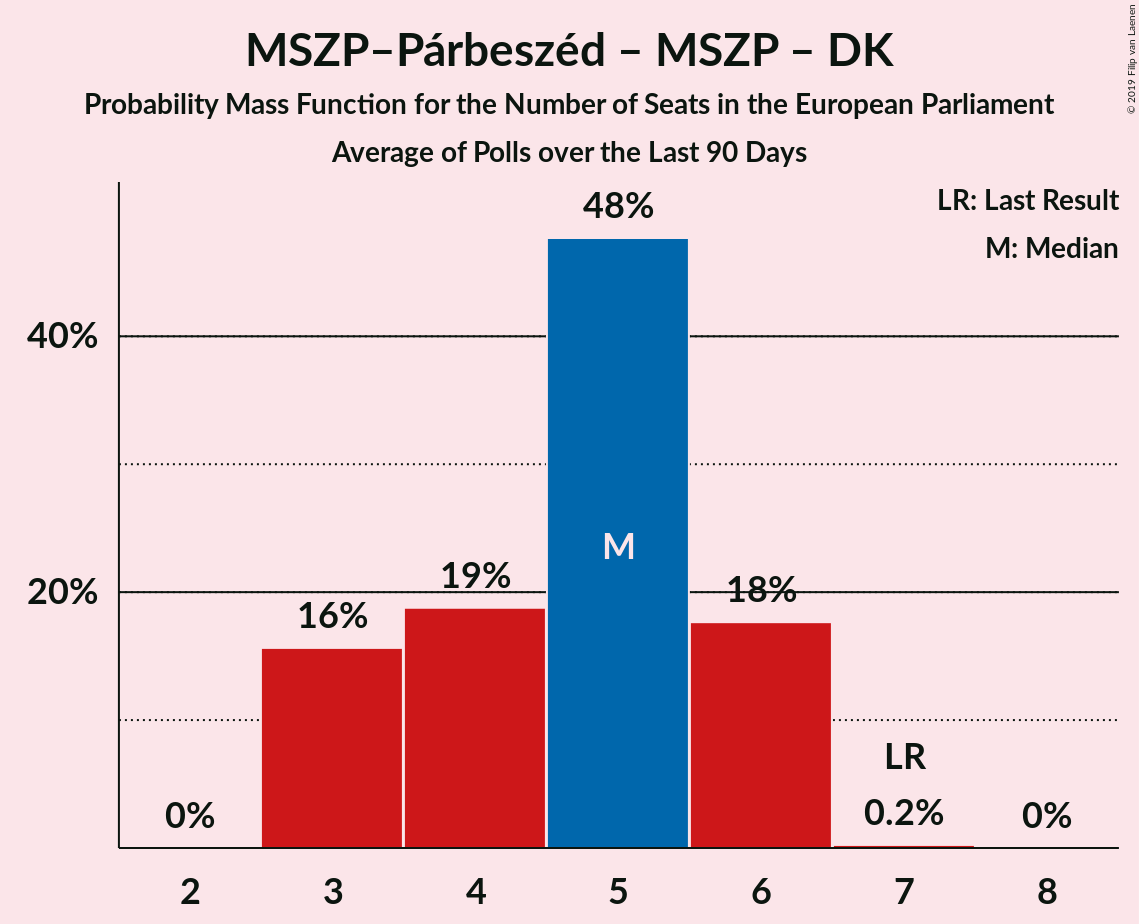 MSZP–Párbeszéd – MSZP – DK
Probability Mass Function for the Number of Seats in the European Parliament
Average of Polls over the Last 90 Days
© 2019 Filip van Laenen
LR: Last Result
M: Median
48%
40%
M
19%
20%
18%
16%
LR
0%
0.2%
0%
2 3 4 5 6 7 8